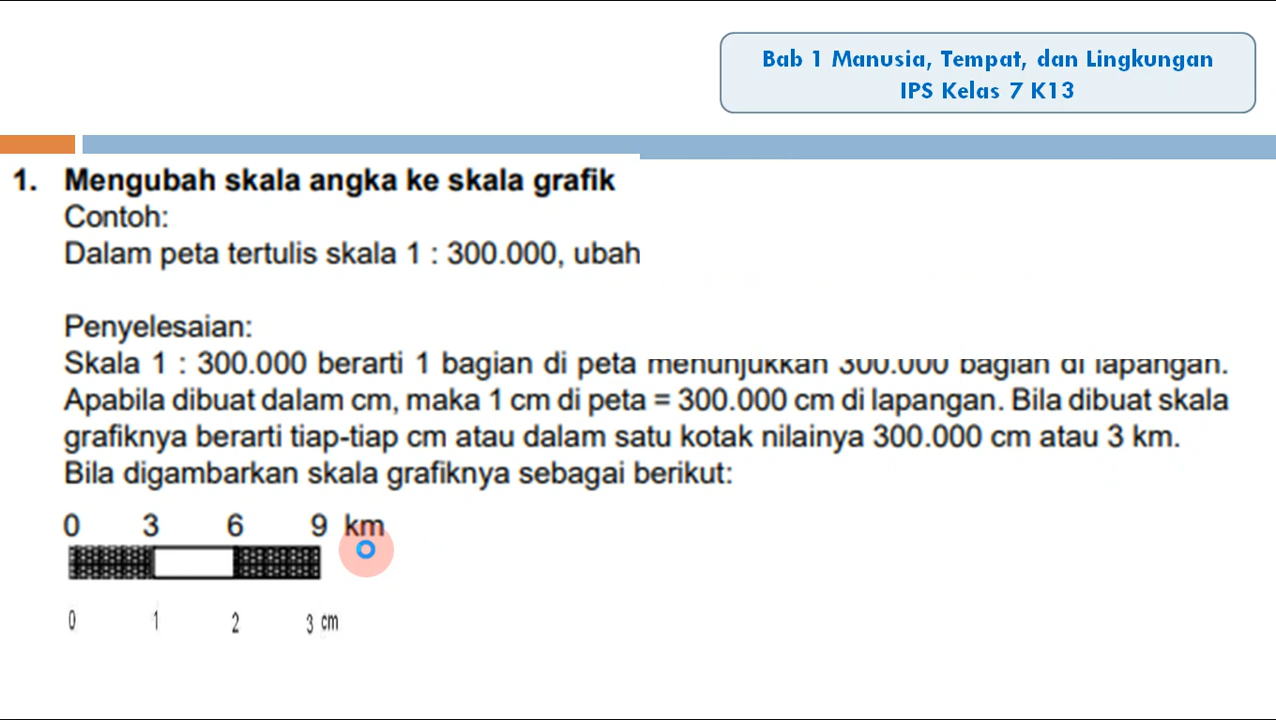 Bab 1 Manusia, Tempat, dan Lingkungan
IPS Kelas 7 K13
1. Mengubah skala angka ke skala grafik
Contoh:
Dalam peta tertulis skala 1 : 300.000, ubah
Penyelesaian:
Skala 1 : 300.000 berarti 1 bagian di peta menunjukkan 300.000 bagian di lapangan.
Apabila dibuat dalam cm, maka 1 cm di peta = 300.000 cm di lapangan. Bila dibuat skala
grafiknya berarti tiap-tiap cm atau dalam satu kotak nilainya 300.000 cm atau 3 km.
Bila digambarkan skala grafiknya sebagai berikut:
0 3 6 9 km
0 1 2 3 cm